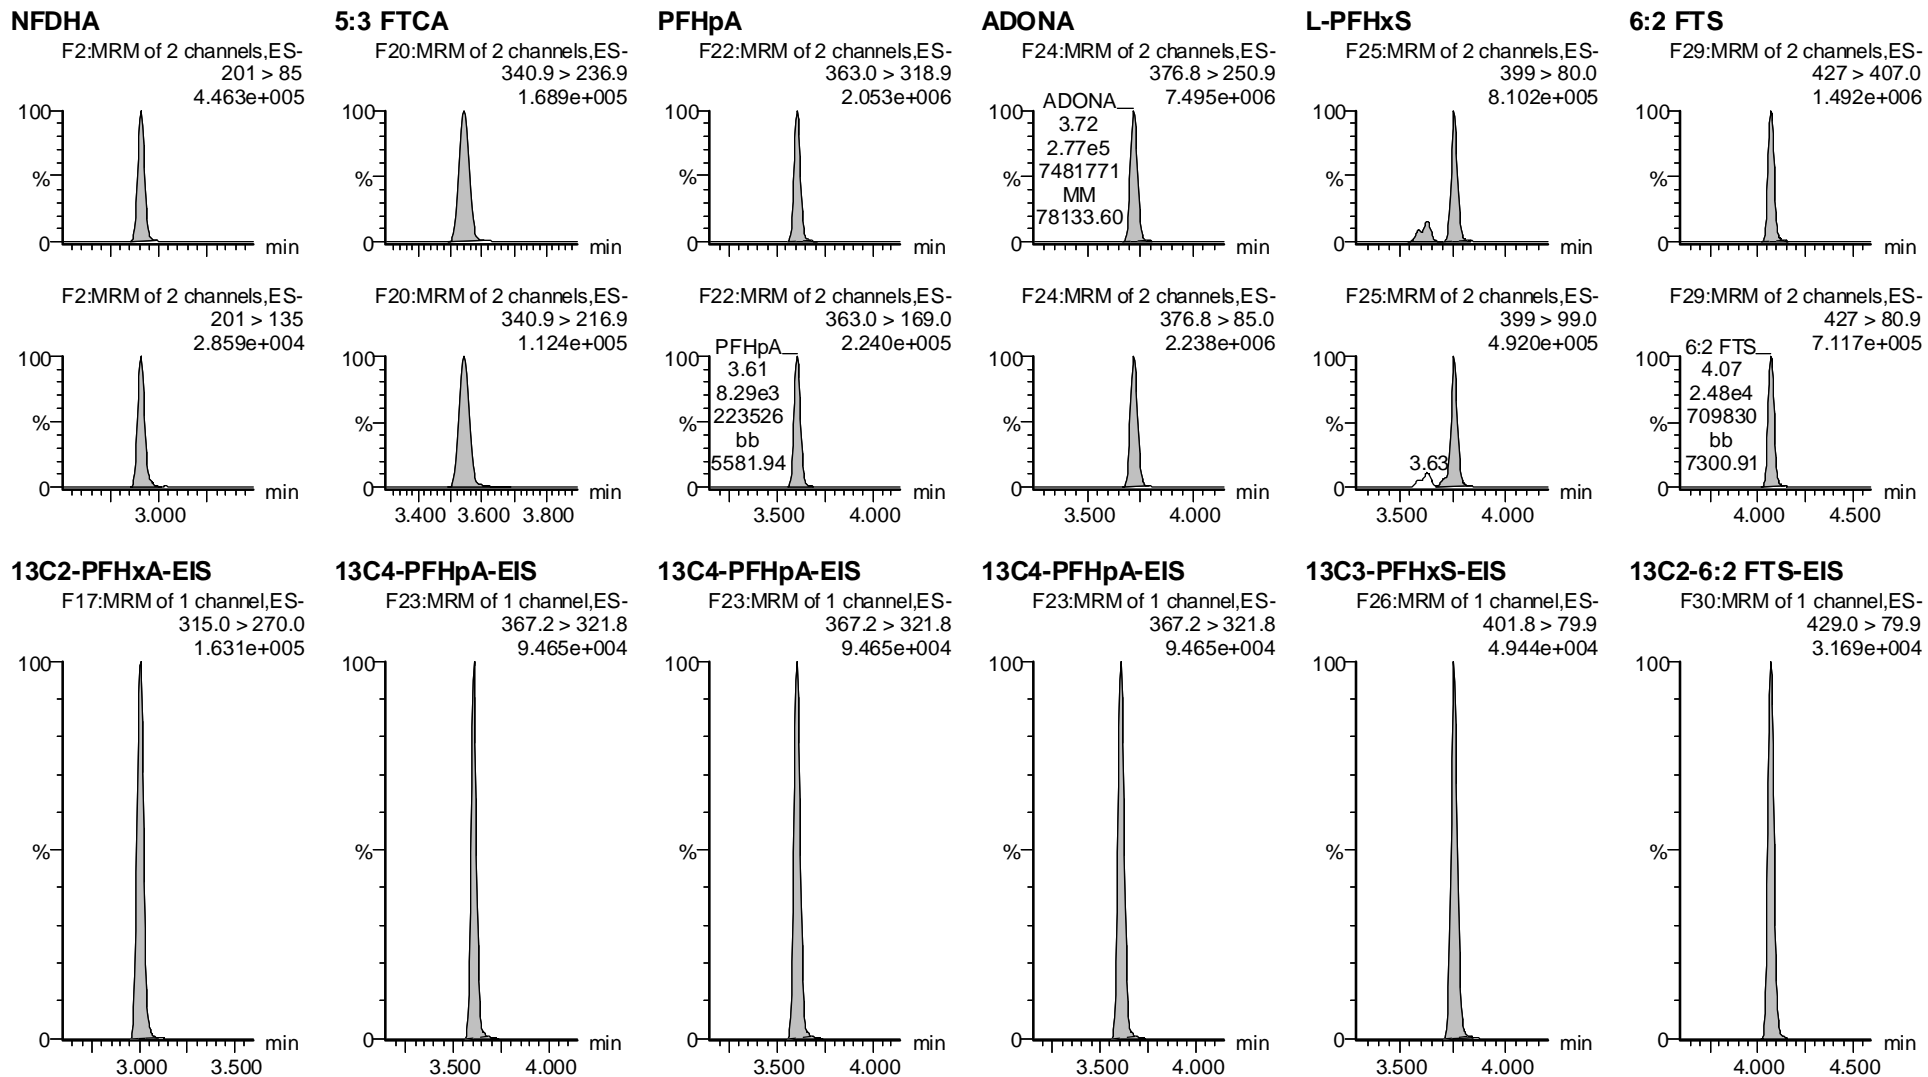 NFDHA
F2:MRM of 2 channels,ES-
201 > 85
4.463e+005
100
%
0
min
F2:MRM of 2 channels,ES-
201 > 135
2.859e+004
100
%
0
min
3.000
13C2-PFHxA-EIS
F17:MRM of 1 channel,ES-
315.0 > 270.0
1.631e+005
100
%
0
min
3.000 3.500
5:3 FTCA
F20:MRM of 2 channels,ES-
340.9 > 236.9
1.689e+005
100
%
0
min
F20:MRM of 2 channels,ES-
340.9 > 216.9
1.124e+005
100
%
0
min
3.400 3.600 3.800
13C4-PFHpA-EIS
F23:MRM of 1 channel,ES-
367.2 > 321.8
9.465e+004
100
%
0
min
3.500 4.000
PFHpA
F22:MRM of 2 channels,ES-
363.0 > 318.9
2.053e+006
100
%
0
min
F22:MRM of 2 channels,ES-
363.0 > 169.0
2.240e+005
PFHpA
3.61
8.29e3
223526
bb
5581.94
100
%
0
min
3.500 4.000
13C4-PFHpA-EIS
F23:MRM of 1 channel,ES-
367.2 > 321.8
9.465e+004
100
%
0
min
3.500 4.000
ADONA
F24:MRM of 2 channels,ES-
376.8 > 250.9
7.495e+006
ADONA
3.72
2.77e5
7481771
MM
78133.60
100
%
0
min
F24:MRM of 2 channels,ES-
376.8 > 85.0
2.238e+006
100
%
0
min
3.500 4.000
13C4-PFHpA-EIS
F23:MRM of 1 channel,ES-
367.2 > 321.8
9.465e+004
100
%
0
min
3.500 4.000
L-PFHxS
F25:MRM of 2 channels,ES-
399 > 80.0
8.102e+005
100
%
0
min
F25:MRM of 2 channels,ES-
399 > 99.0
4.920e+005
100
%
3.63
0
min
3.500 4.000
13C3-PFHxS-EIS
F26:MRM of 1 channel,ES-
401.8 > 79.9
4.944e+004
100
%
0
min
3.500 4.000
6:2 FTS
F29:MRM of 2 channels,ES-
427 > 407.0
1.492e+006
100
%
0
min
F29:MRM of 2 channels,ES-
427 > 80.9
7.117e+005
6:2 FTS
4.07
2.48e4
709830
bb
7300.91
100
%
0
min
4.000 4.500
13C2-6:2 FTS-EIS
F30:MRM of 1 channel,ES-
429.0 > 79.9
3.169e+004
100
%
0
min
4.000 4.500